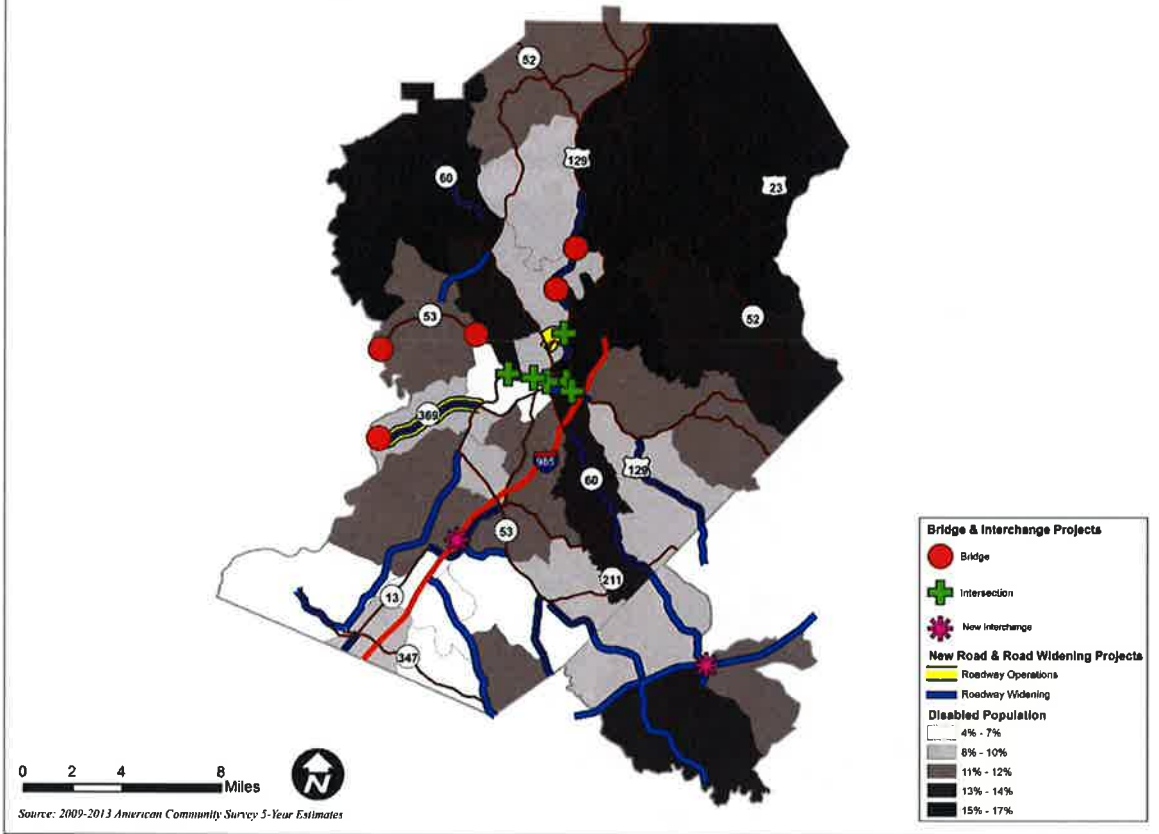 52
129
60
23
53
52
369
985
129
60
53
211
13
347
Bridge & Interchange Projects
Bridge
Intersection
New Interchange
New Road & Road Widening Projects
Roadway Operations
Roadway Widening
Disabled Population
4% - 7%
8% - 10%
11% - 12%
13% - 14%
15% - 17%
0 2 4 8
Miles
N
Source: 2009-2013 American Community Survey 5-Year Estimates